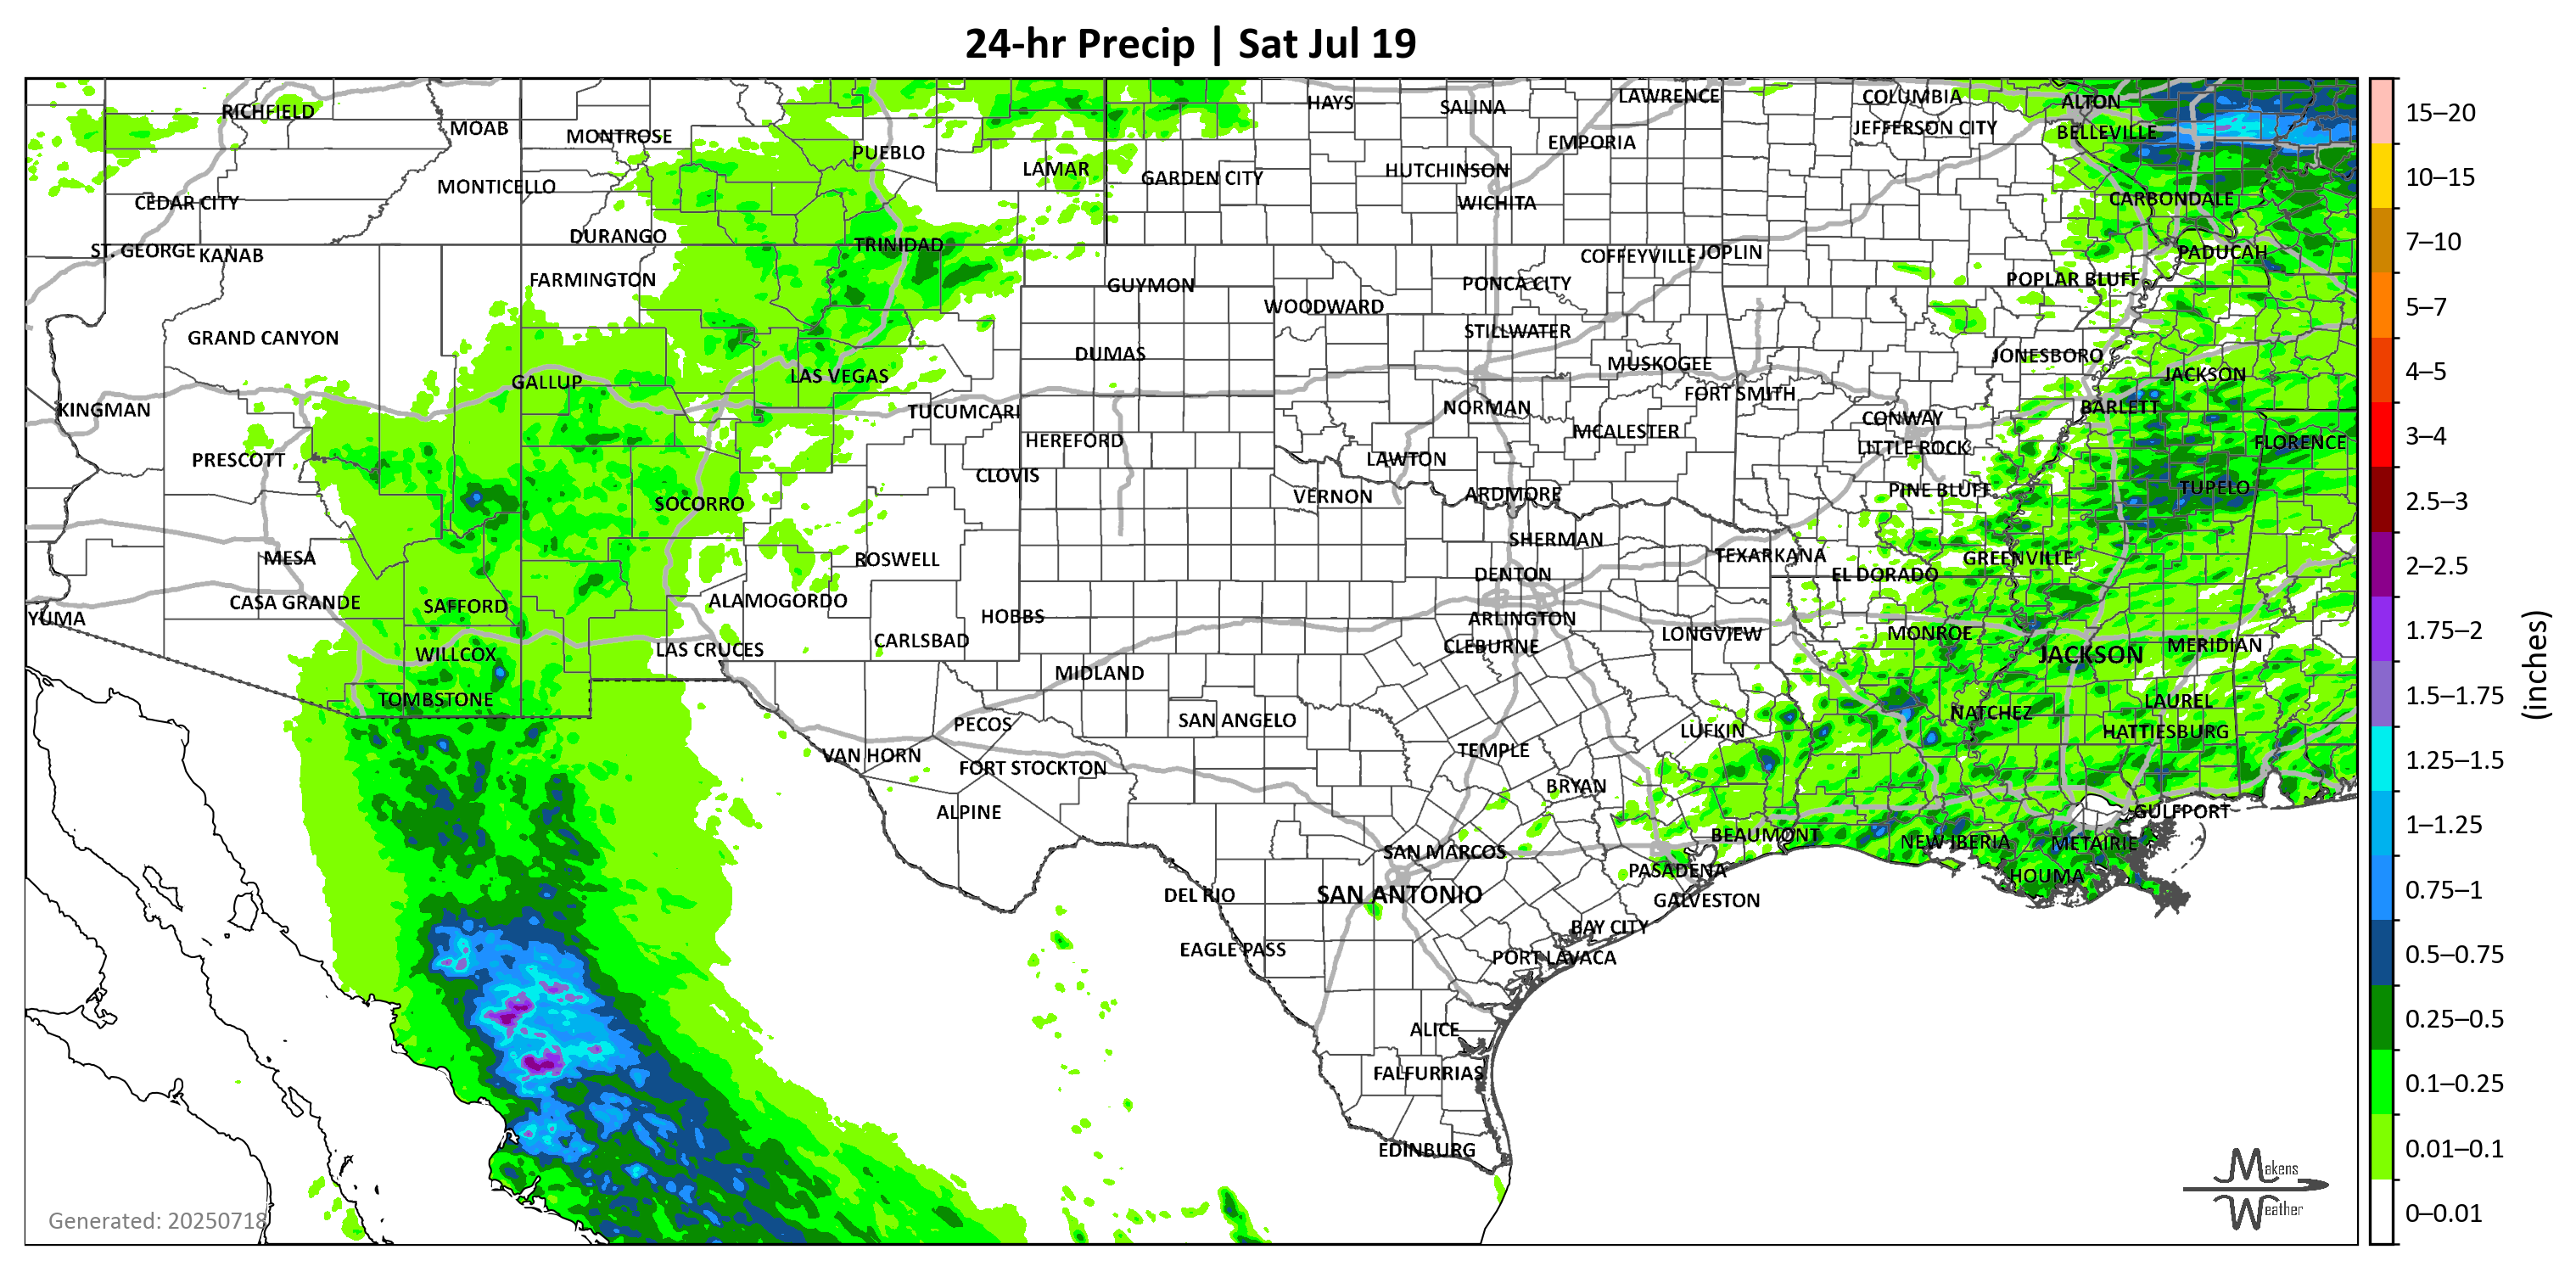 24-hr Precip | Sat Jul 19
RICHFIELD
MOAB
MONTROSE
PUEBLO
LAMAR
HAYS
SALINA
LAWRENCE
EMPORIA
COLUMBIA
JEFFERSON CITY
ALTON
BELLEVILLE
MONTICELLO
CEDAR CITY
GARDEN CITY
HUTCHINSON
WICHITA
CARBONDALE
ST. GEORGE
KANAB
DURANGO
TRINIDAD
FARMINGTON
GUYMON
WOODWARD
PONCA CITY
COFFEYVILLE
JOPLIN
POPLAR BLUFF
PADUCAH
GRAND CANYON
STILLWATER
DUMAS
MUSKOGEE
JONESBORO
JACKSON
GALLUP
LAS VEGAS
KINGMAN
TUCUMCARI
NORMAN
FORT SMITH
CONWAY
BARLETT
HEREFORD
MCALESTER
LITTLE ROCK
FLORENCE
PRESCOTT
CLOVIS
LAWTON
SOCORRO
VERNON
ARDMORE
PINE BLUFF
TUPELO
MESA
ROSWELL
SHERMAN
TEXARKANA
GREENVILLE
CASA GRANDE
SAFFORD
ALAMOGORDO
DENTON
EL DORADO
YUMA
HOBBS
ARLINGTON
LONGVIEW
MONROE
WILLCOX
LAS CRUCES
CARLSBAD
CLEBURNE
JACKSON
MERIDIAN
MIDLAND
TOMBSTONE
PECOS
SAN ANGELO
LUFKIN
NATCHEZ
LAUREL
HATTIESBURG
VAN HORN
FORT STOCKTON
TEMPLE
BRYAN
ALPINE
GULFPORT
SAN MARCOS
BEAUMONT
NEW IBERIA
METAIRIE
DEL RIO
SAN ANTONIO
PASADENA
GALVESTON
HOUMA
EAGLE PASS
BAY CITY
PORT LAVACA
ALICE
FALFURRIAS
EDINBURG
Generated: 20250718
Makens
Weather
15–20
10–15
7–10
5–7
4–5
3–4
2.5–3
2–2.5
1.75–2
1.5–1.75
1.25–1.5
1–1.25
0.75–1
0.5–0.75
0.25–0.5
0.1–0.25
0.01–0.1
0–0.01
(inches)